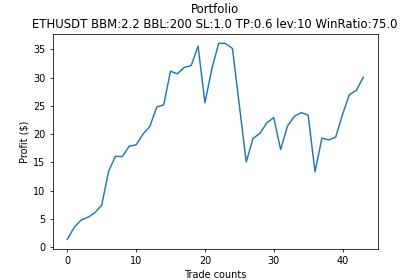 Portfolio
ETHUSDT BBM:2.2 BBL:200 SL:1.0 TP:0.6 lev:10 WinRatio:75.0
35
30
25
20
15
10
5
0
Profit ($)
0 10 20 30 40
Trade counts